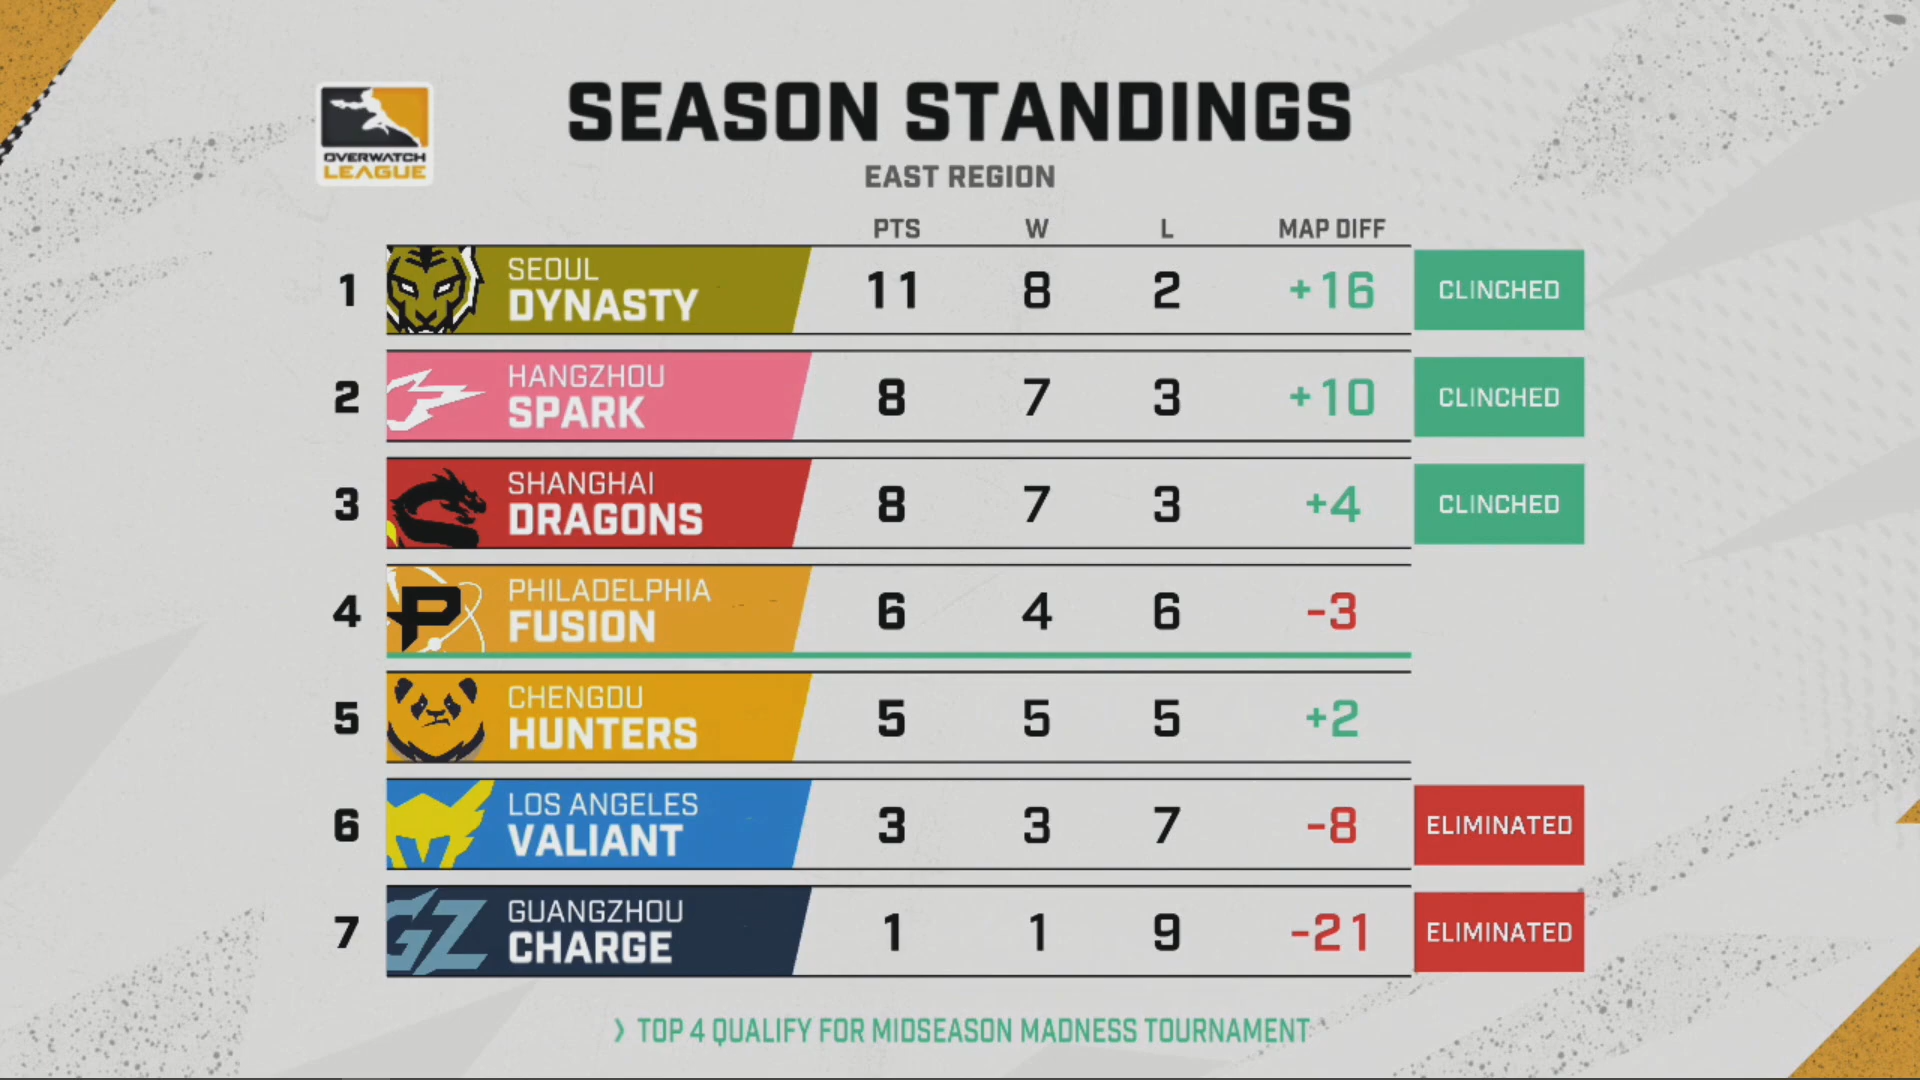 OVERWATCH
LEAGUE
SEASON STANDINGS
EAST REGION
PTS W L MAP DIFF
1 SEOUL DYNASTY 11 8 2 +16 CLINCHED
2 HANGZHOU SPARK 8 7 3 +10 CLINCHED
3 SHANGHAI DRAGONS 8 7 3 +4 CLINCHED
4 P PHILADELPHIA FUSION 6 4 6 -3
5 CHENGDU HUNTERS 5 5 5 +2
6 LOS ANGELES VALIANT 3 3 7 -8 ELIMINATED
7 GZ GUANGZHOU CHARGE 1 1 9 -21 ELIMINATED
> TOP 4 QUALIFY FOR MIDSEASON MADNESS TOURNAMENT